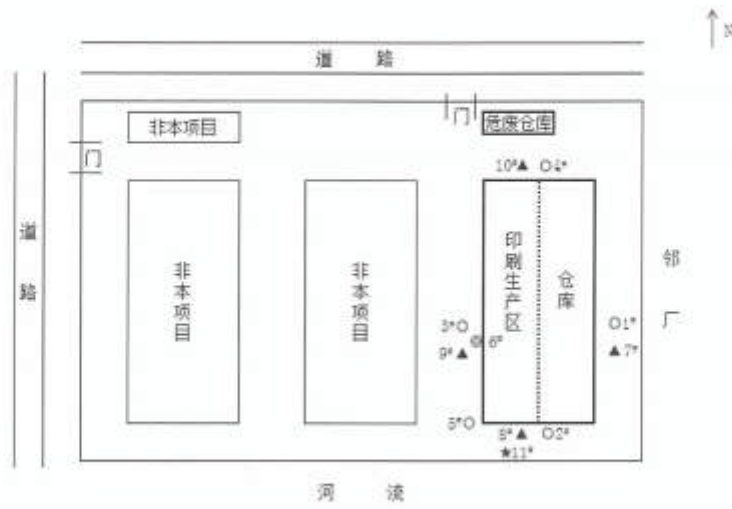 N
道 路
门
危废仓库
非本项目
门
10#▲ ○4#
道路
非本项目
非本项目
印刷生产区
仓库
邻厂
3#○
◎6#
9#▲
○1#
▲7#
5#○
8#▲ ○2#
★11#
河 流